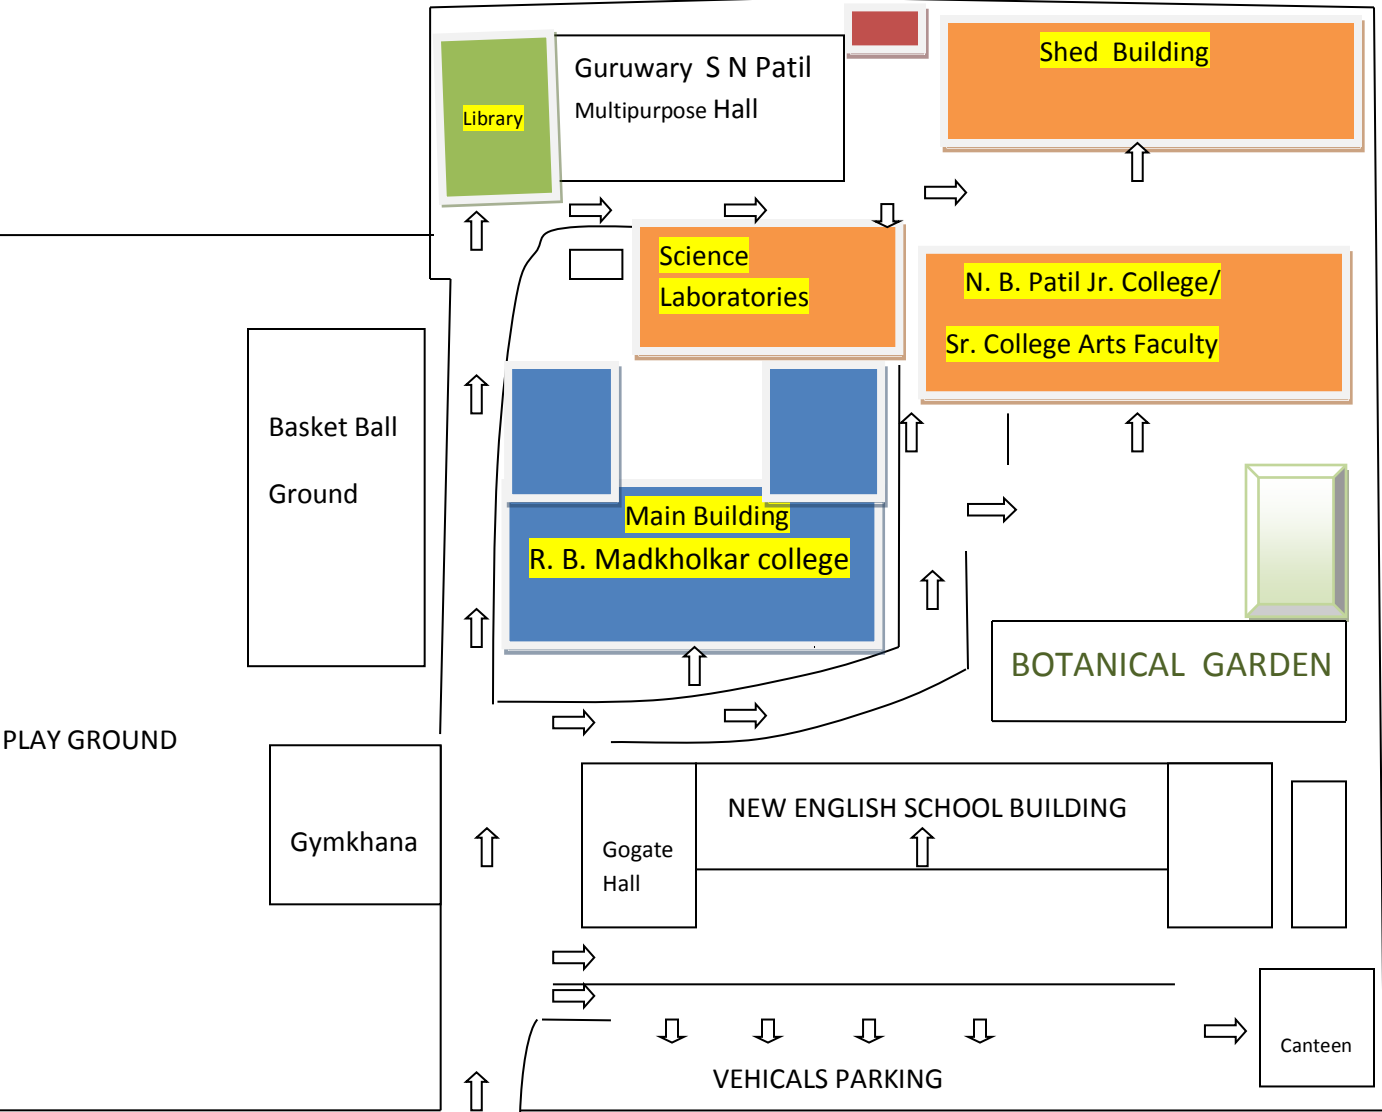 Guruwary  S N Patil
Multipurpose Hall
Shed  Building
Library
Science
Laboratories
N. B. Patil Jr. College/
Sr. College Arts Faculty
Basket Ball
Ground
Main Building
R. B. Madkholkar college
BOTANICAL  GARDEN
PLAY GROUND
Gymkhana
NEW ENGLISH SCHOOL BUILDING
Gogate
Hall
Canteen
VEHICALS PARKING